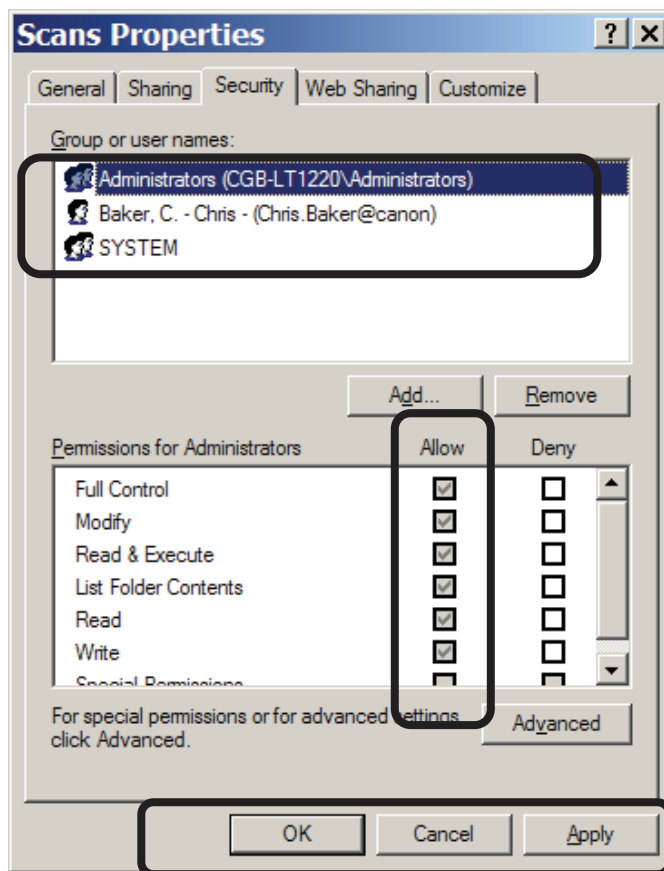 Scans Properties
General Sharing Security Web Sharing Customize
Group or user names:
Administrators (CGB-LT1220\Administrators)
Baker, C. - Chris - (Chris.Baker@canon)
SYSTEM
Add... Remove
Permissions for Administrators Allow Deny
Full Control
Modify
Read & Execute
List Folder Contents
Read
Write
Special Permissions
For special permissions or for advanced settings,
click Advanced.
Advanced
OK Cancel Apply